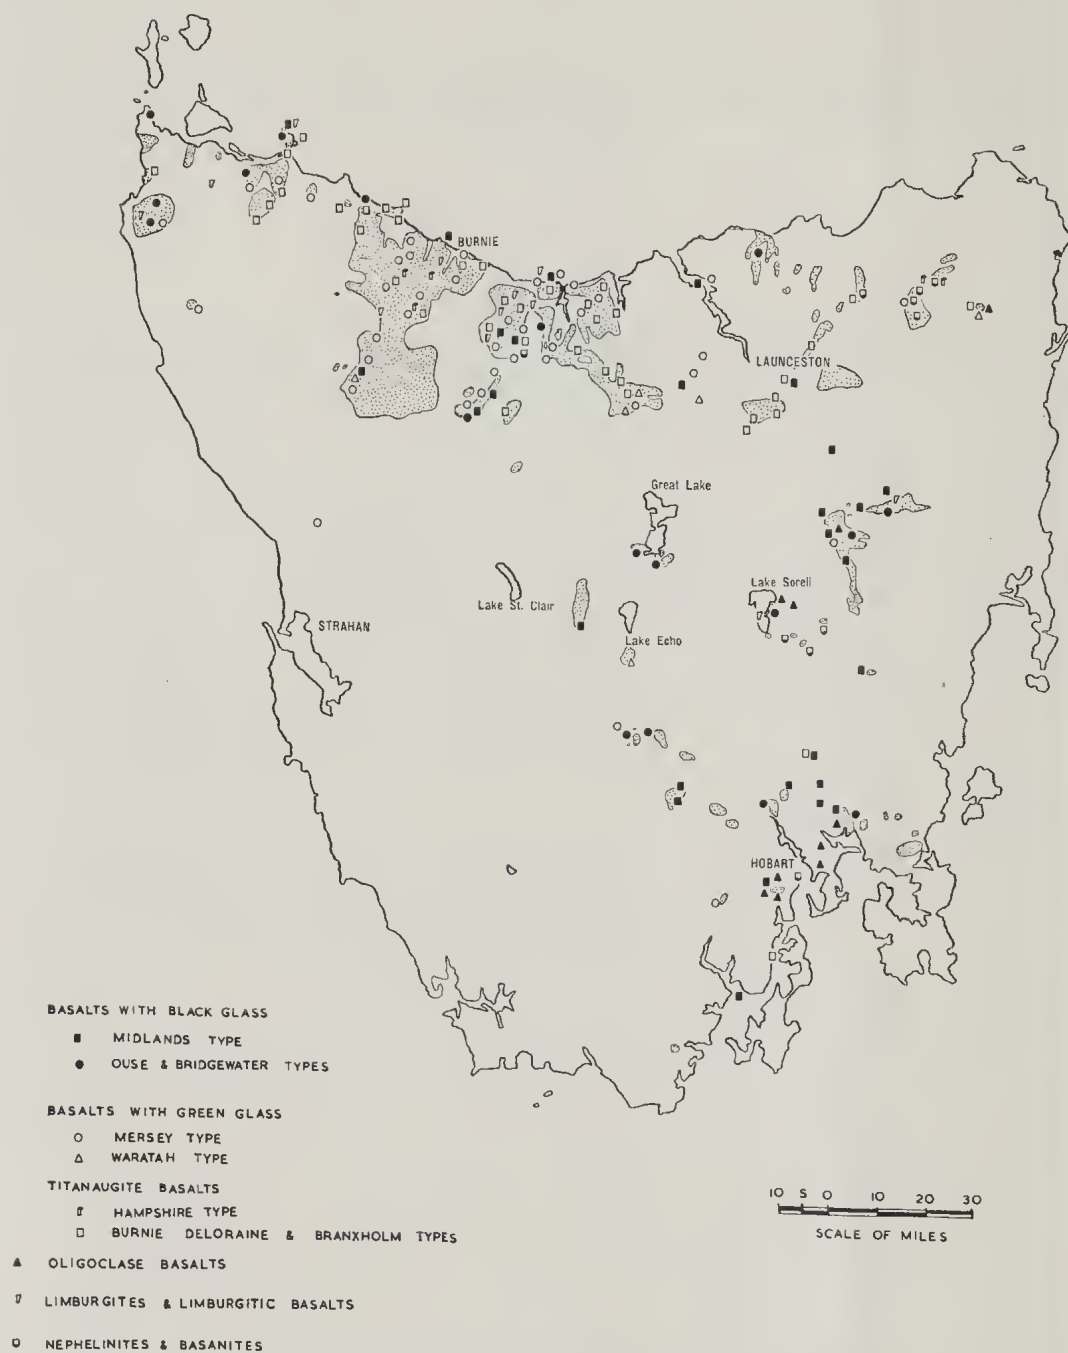 BURNIE
LAUNCESTON
Great Lake
Lake St. Clair
Lake Sorell
STRAHAN
Lake Echo
HOBART
BASALTS WITH BLACK GLASS
MIDLANDS TYPE
OUSE & BRIDGEWATER TYPES
BASALTS WITH GREEN GLASS
MERSEY TYPE
WARATAH TYPE
TITANAUGITE BASALTS
HAMPSHIRE TYPE
BURNIE DELORAINE & BRANXHOLM TYPES
OLIGOCLASE BASALTS
LIMBURGITES & LIMBURGITIC BASALTS
NEPHELINITES & BASANITES
10 5 0 10 20 30
SCALE OF MILES